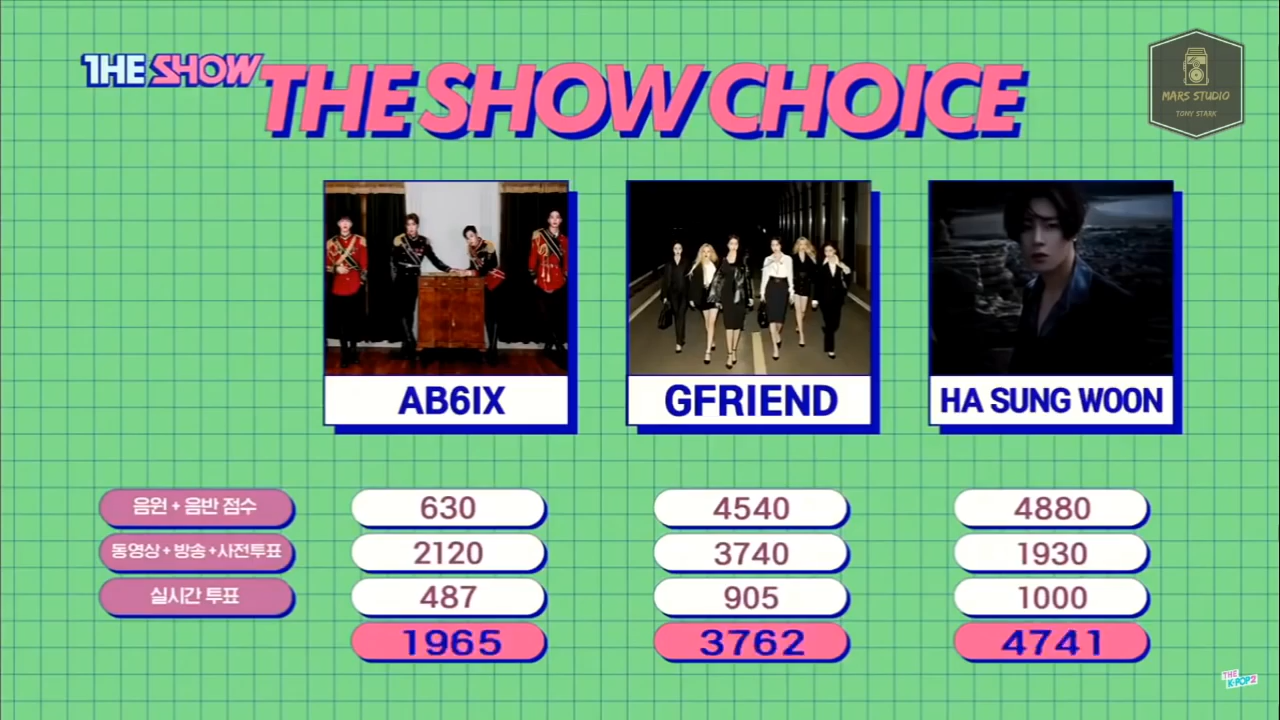 THE SHOW
THE SHOW CHOICE
MARS STUDIO
TONY STARK
AB6IX
GFRIEND
HA SUNG WOON
음원 + 음반 점수 630 4540 4880
동영상 + 방송 +사전투표 2120 3740 1930
실시간 투표 487 905 1000
1965 3762 4741
THE
K-POP2